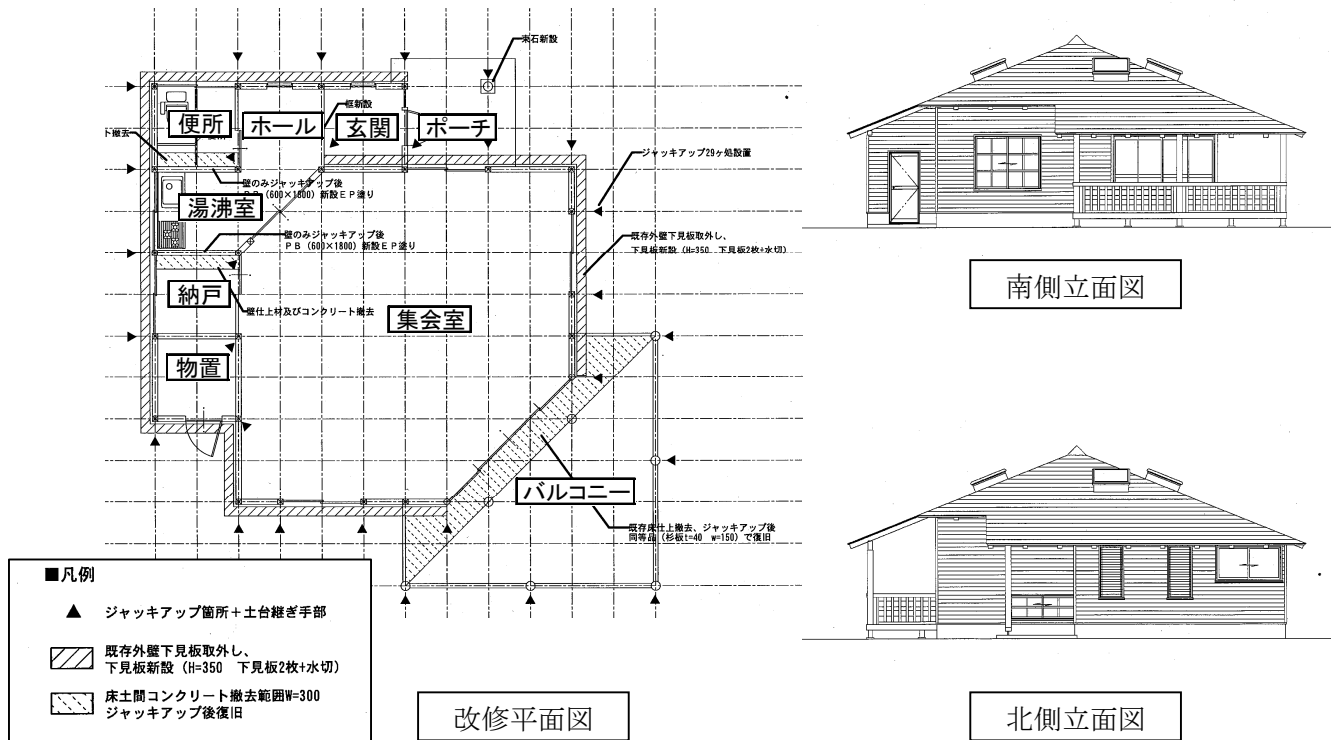 束石新設
框新設
便所
ホール
玄関
ポーチ
ト撤去
ジャッキアップ29ヶ処設置
壁のみジャッキアップ後
(600×1800)新設EP塗り
湯沸室
壁のみジャッキアップ後
PB (600×1800) 新設EP塗り
既存外壁下見板取外し、
下見板新設 (H=350 下見板2枚+水切)
納戸
壁仕上材及びコンクリート撤去
集会室
物置
バルコニー
既存床仕上撤去、ジャッキアップ後
同等品 (杉板t=40 w=150) で復旧
■凡例
▲ ジャッキアップ箇所+土台継ぎ手部
既存外壁下見板取外し、
下見板新設 (H=350 下見板2枚+水切)
床土間コンクリート撤去範囲W=300
ジャッキアップ後復旧
改修平面図
南側立面図
北側立面図